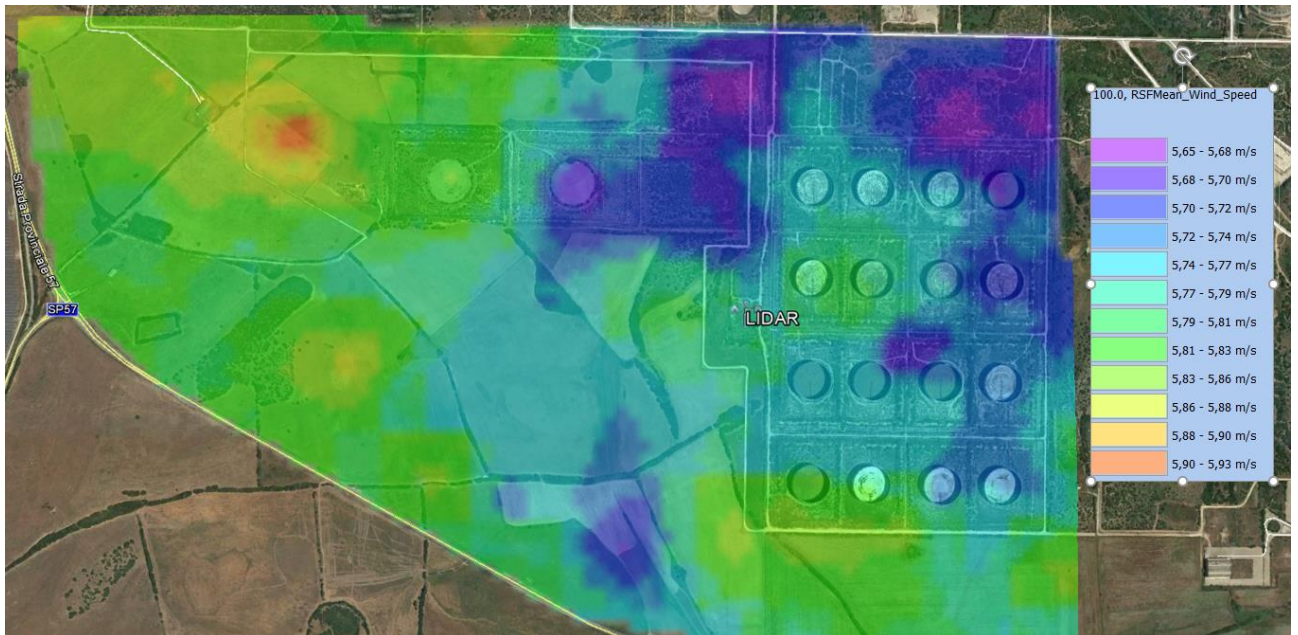 100.0, RSFMean_Wind_Speed
5,65 - 5,68 m/s
5,68 - 5,70 m/s
5,70 - 5,72 m/s
5,72 - 5,74 m/s
5,74 - 5,77 m/s
5,77 - 5,79 m/s
5,79 - 5,81 m/s
5,81 - 5,83 m/s
5,83 - 5,86 m/s
5,86 - 5,88 m/s
5,88 - 5,90 m/s
5,90 - 5,93 m/s
Strada Provinciale 57
SP57
LIDAR